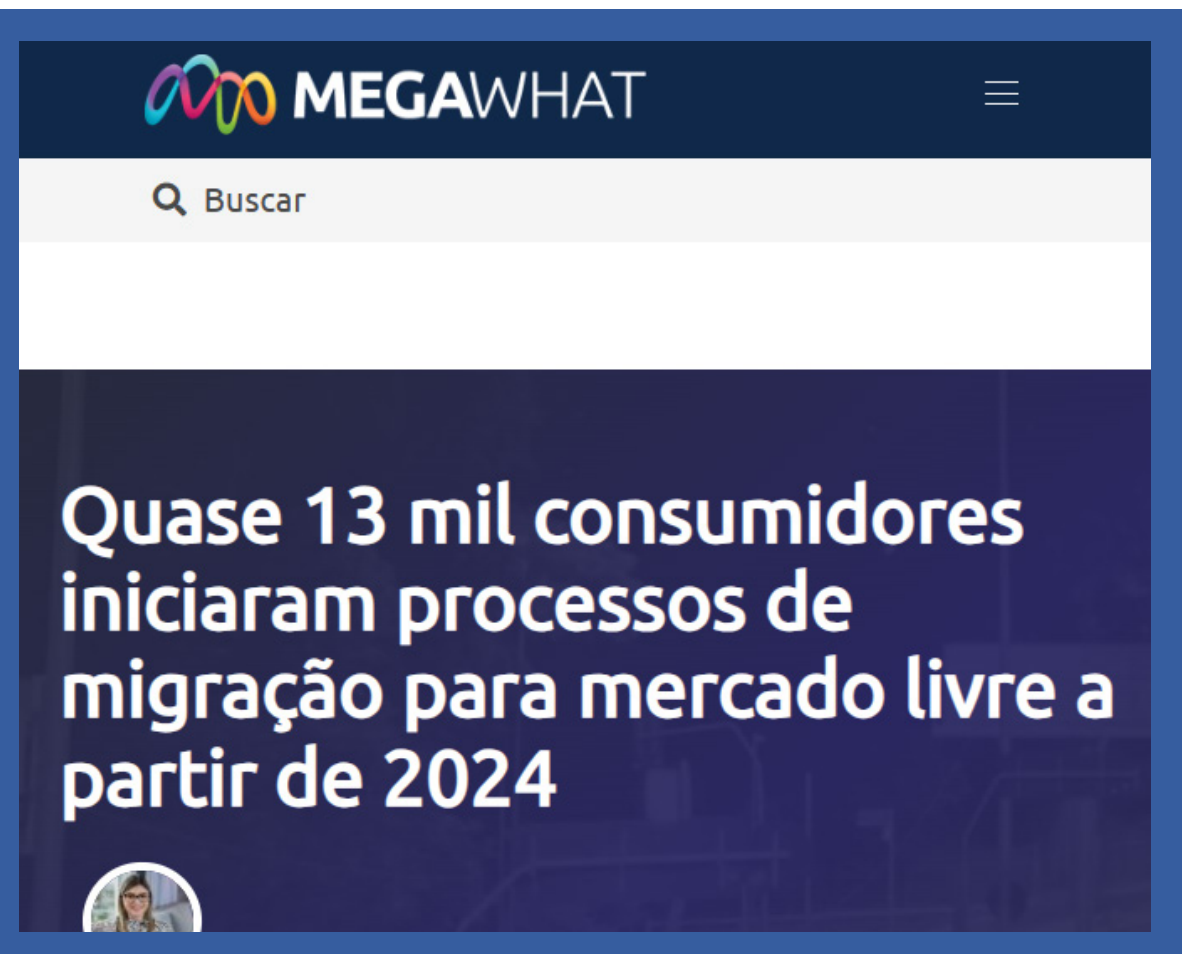 MEGAWHAT
Buscar
Quase 13 mil consumidores
iniciaram processos de
migração para mercado livre a
partir de 2024